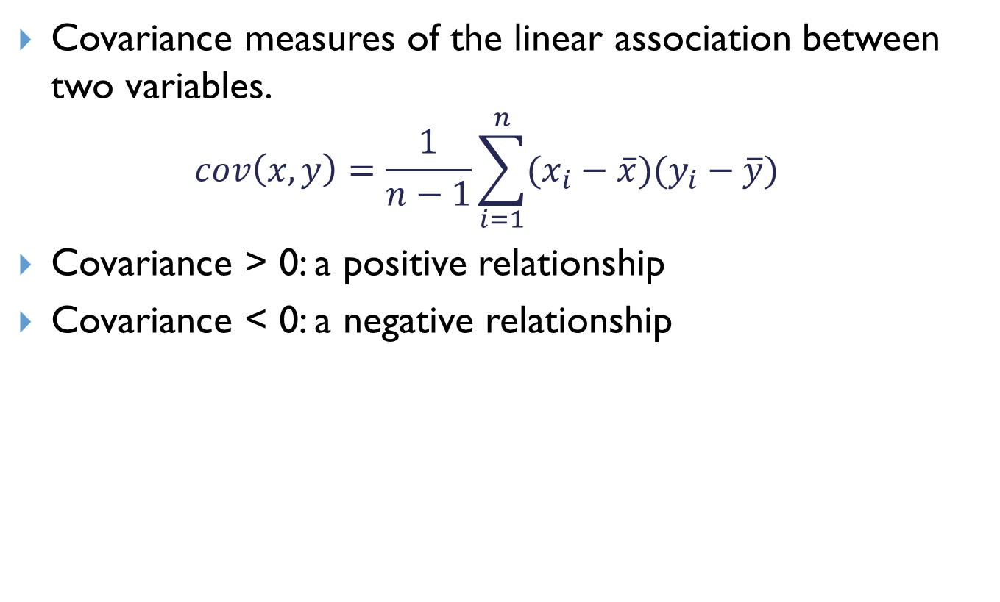 Covariance measures of the linear association between
two variables.
cov(x, y) = \frac{1}{n-1} \sum_{i=1}^{n} (x_i − \bar{x})(y_i − \bar{y})
Covariance > 0: a positive relationship
Covariance < 0: a negative relationship